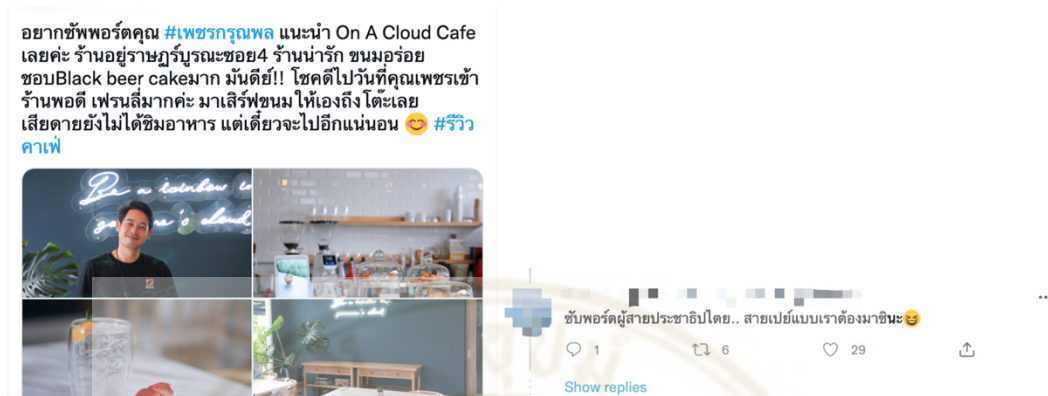 อยากซัพพอร์ตคุณ #เพชรกรุณพล แนะนำ On A Cloud Cafe
เลยค่ะ ร้านอยู่ราษฏร์บูรณะซอย4 ร้านน่ารัก ขนมอร่อย
ชอบBlack beer cakeมาก มันดีย์!! โชคดีไปวันที่คุณเพชรเข้า
ร้านพอดี เฟรนลี่มากค่ะ มาเสิร์ฟขนมให้เองถึงโต๊ะเลย
เสียดายยังไม่ได้ชิมอาหาร แต่เดี๋ยวจะไปอีกแน่นอน 😊 #รีวิว
คาเฟ่
Be a rainbow in
cloud
ซับพอร์ตผู้สายประชาธิปไตย.. สายเปย์แบบเราต้องมาซินะ😆
1 6 29
Show replies